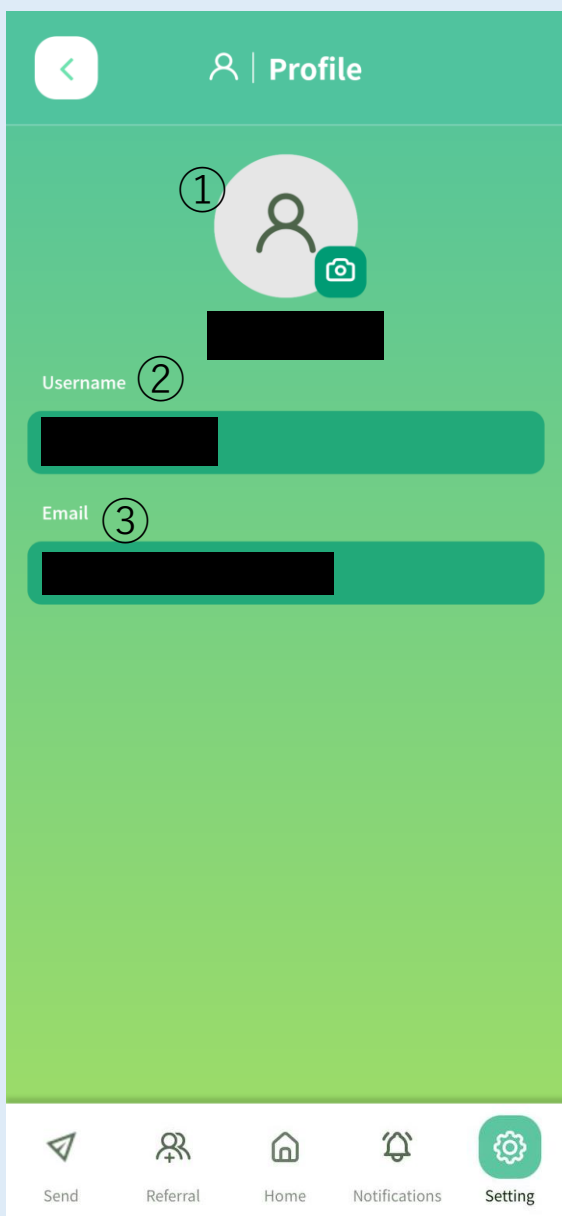 Profile
①
Username ②
Email ③
Send Referral Home Notifications Setting